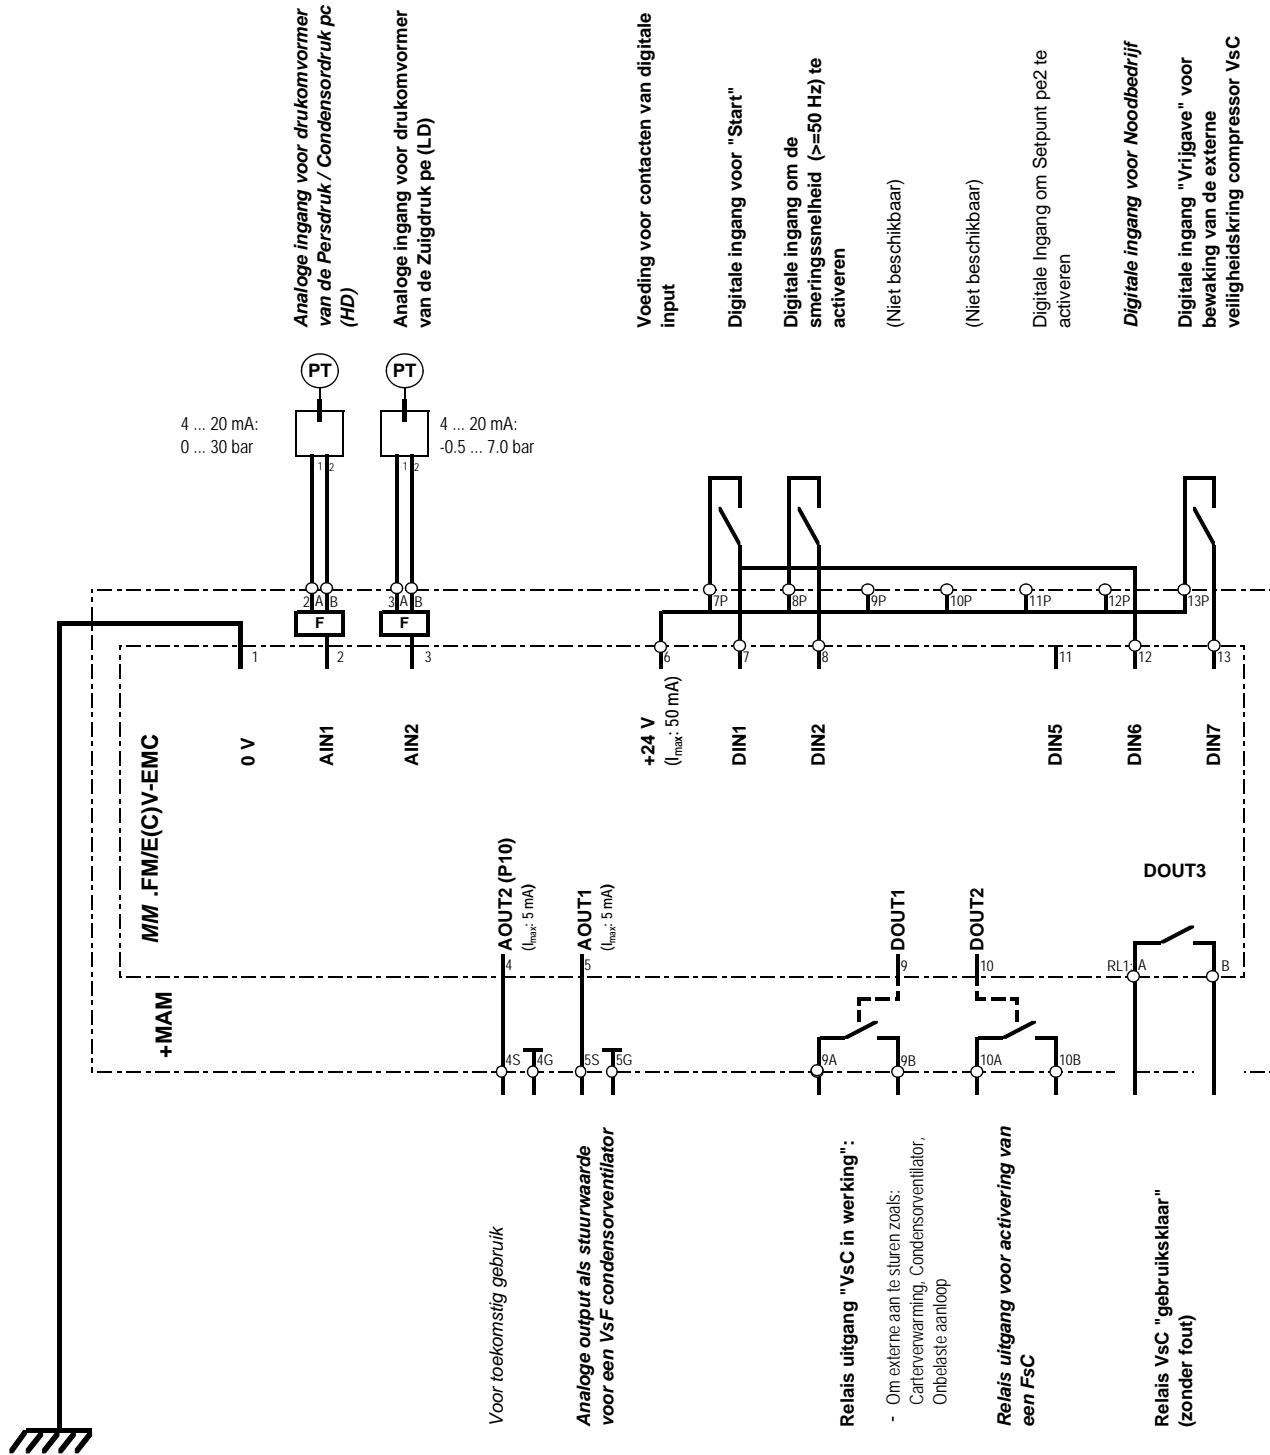 Analoge ingang voor drukomvormer
van de Persdruk / Condensordruk pc
(HD)
Analoge ingang voor drukomvormer
van de Zuigdruk pe (LD)
Voeding voor contacten van digitale
input
Digitale ingang voor "Start"
Digitale ingang om de
smeringssnelheid (>=50 Hz) te
activeren
(Niet beschikbaar)
(Niet beschikbaar)
Digitale Ingang om Setpunt pe2 te
activeren
Digitale ingang voor Noodbedrijf
Digitale ingang "Vrijgave" voor
bewaking van de externe
veiligheidskring compressor VsC
PT
PT
4 ... 20 mA:
0 ... 30 bar
4 ... 20 mA:
-0.5 ... 7.0 bar
1 2
1 2
2 A B
3 A B
7P
8P
9P
10P
11P
12P
13P
F
F
1
2
3
6
7
8
11
12
13
0 V
AIN1
AIN2
+24 V
(Imax: 50 mA)
DIN1
DIN2
DIN5
DIN6
DIN7
MM .FM/E(C)V-EMC
+MAM
AOUT2 (P10)
(Imax: 5 mA)
AOUT1
(Imax: 5 mA)
DOUT1
DOUT2
DOUT3
4
5
9
10
RL1: A
B
4S
4G
5S
5G
9A
9B
10A
10B
Voor toekomstig gebruik
Analoge output als stuurwaarde
voor een VsF condensorventilator
Relais uitgang "VsC in werking":
- Om externe aan te sturen zoals:
Carterverwarming, Condensorventilator,
Onbelaste aanloop
Relais uitgang voor activering van
een FsC
Relais VsC "gebruiksklaar"
(zonder fout)